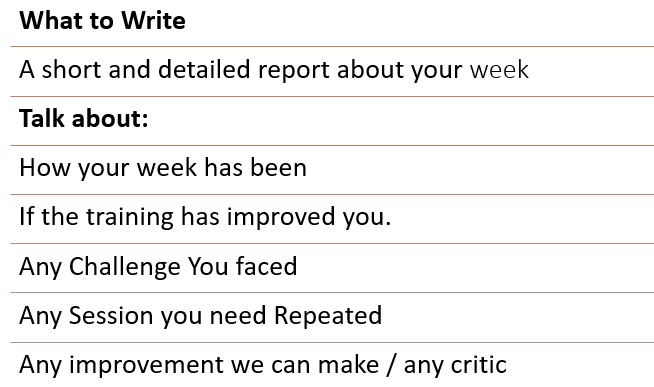 What to Write
A short and detailed report about your week
Talk about:
How your week has been
If the training has improved you.
Any Challenge You faced
Any Session you need Repeated
Any improvement we can make / any critic